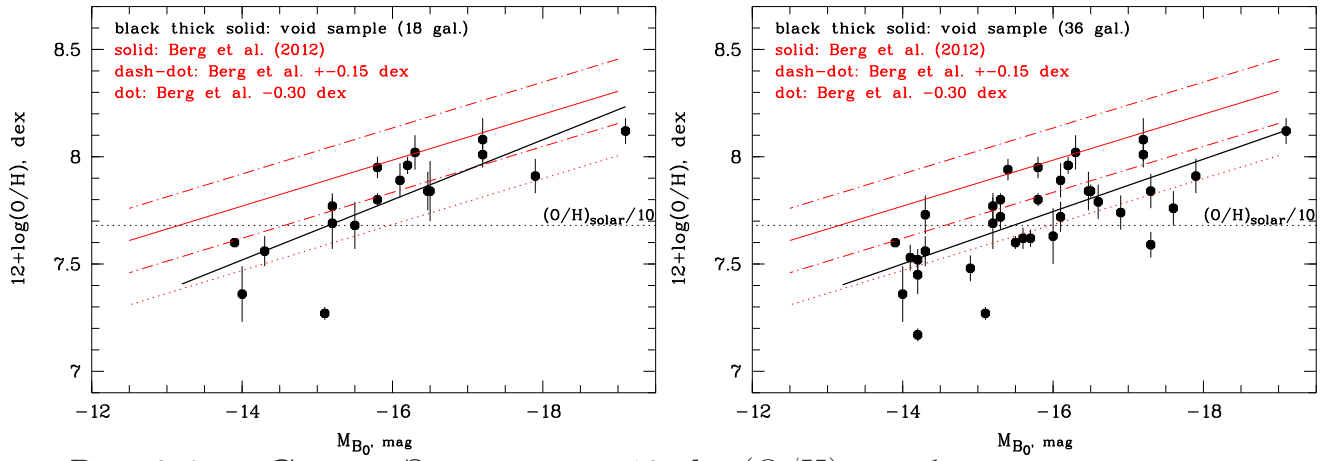 black thick solid: void sample (18 gal.)
solid: Berg et al. (2012)
dash-dot: Berg et al. +-0.15 dex
dot: Berg et al. -0.30 dex
(O/H)solar/10
8.5
8
7.5
7
12+log(O/H), dex
-12
-14
-16
-18
MB0, mag
black thick solid: void sample (36 gal.)
solid: Berg et al. (2012)
dash-dot: Berg et al. +-0.15 dex
dot: Berg et al. -0.30 dex
(O/H)solar/10
8.5
8
7.5
7
12+log(O/H), dex
-12
-14
-16
-18
MB0, mag